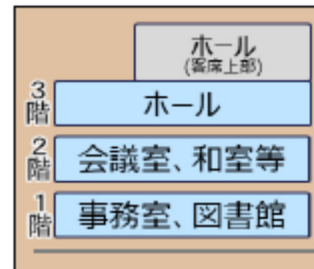 ホール
(客席上部)
3階 ホール
2階 会議室、和室等
1階 事務室、図書館